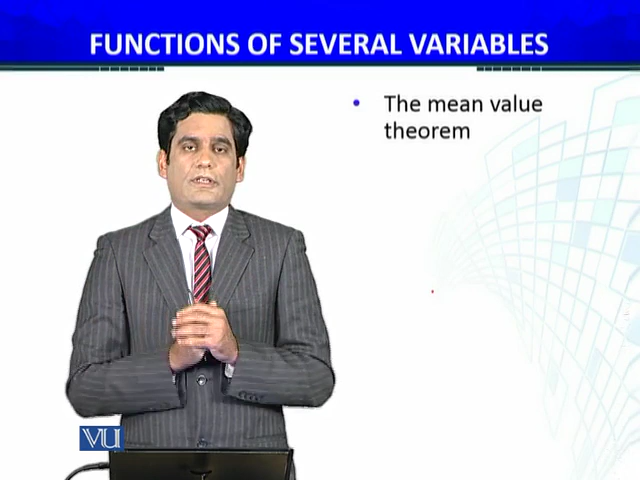 FUNCTIONS OF SEVERAL VARIABLES
• The mean value
theorem
VU